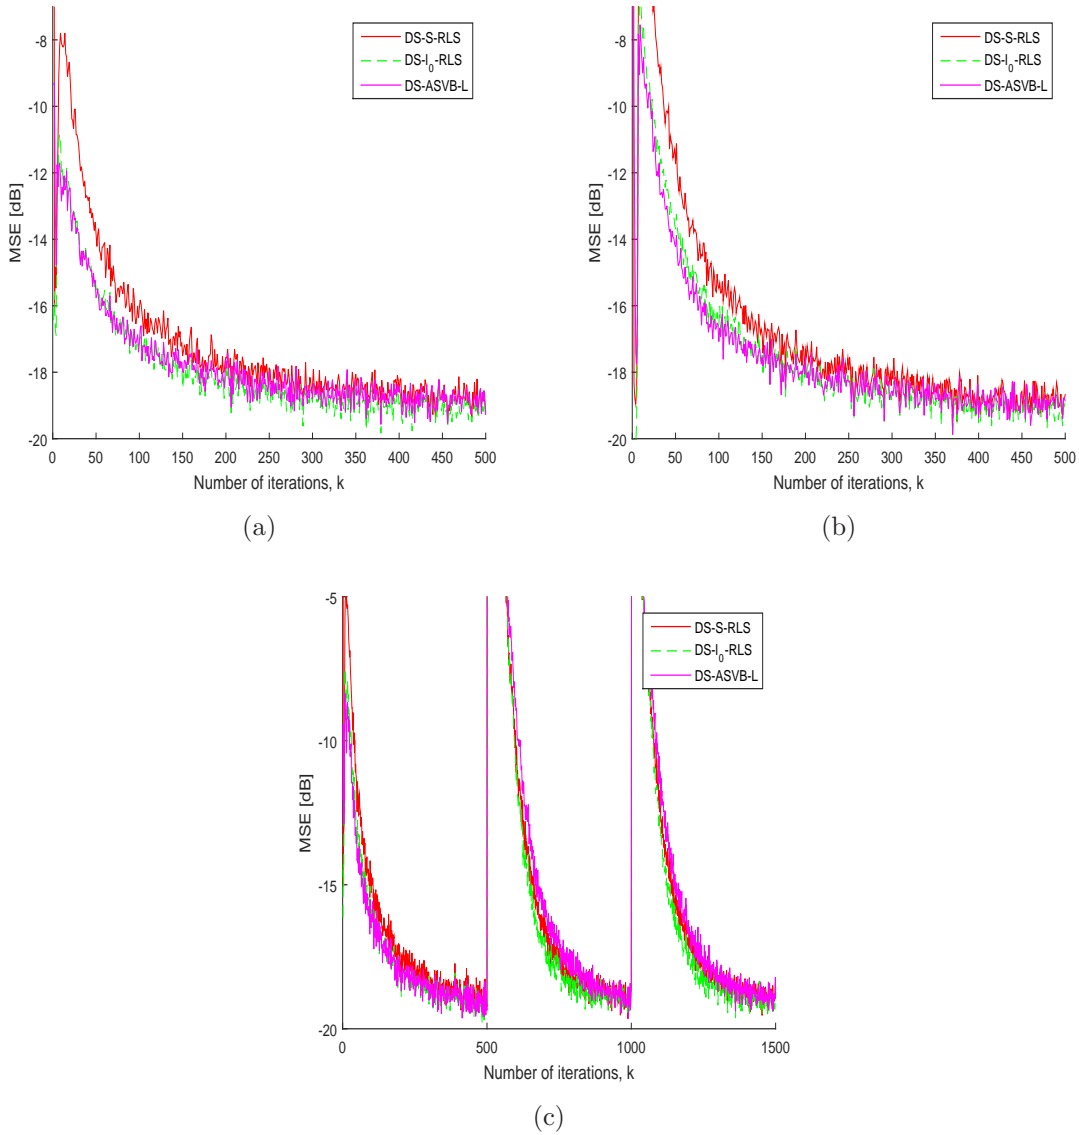 -8
-10
-12
-14
-16
-18
-20
MSE [dB]
0 50 100 150 200 250 300 350 400 450 500
Number of iterations, k
DS-S-RLS
DS-l0-RLS
DS-ASVB-L
(a)
-8
-10
-12
-14
-16
-18
-20
MSE [dB]
0 50 100 150 200 250 300 350 400 450 500
Number of iterations, k
DS-S-RLS
DS-l0-RLS
DS-ASVB-L
(b)
-5
-10
-15
-20
MSE [dB]
0 500 1000 1500
Number of iterations, k
DS-S-RLS
DS-l0-RLS
DS-ASVB-L
(c)